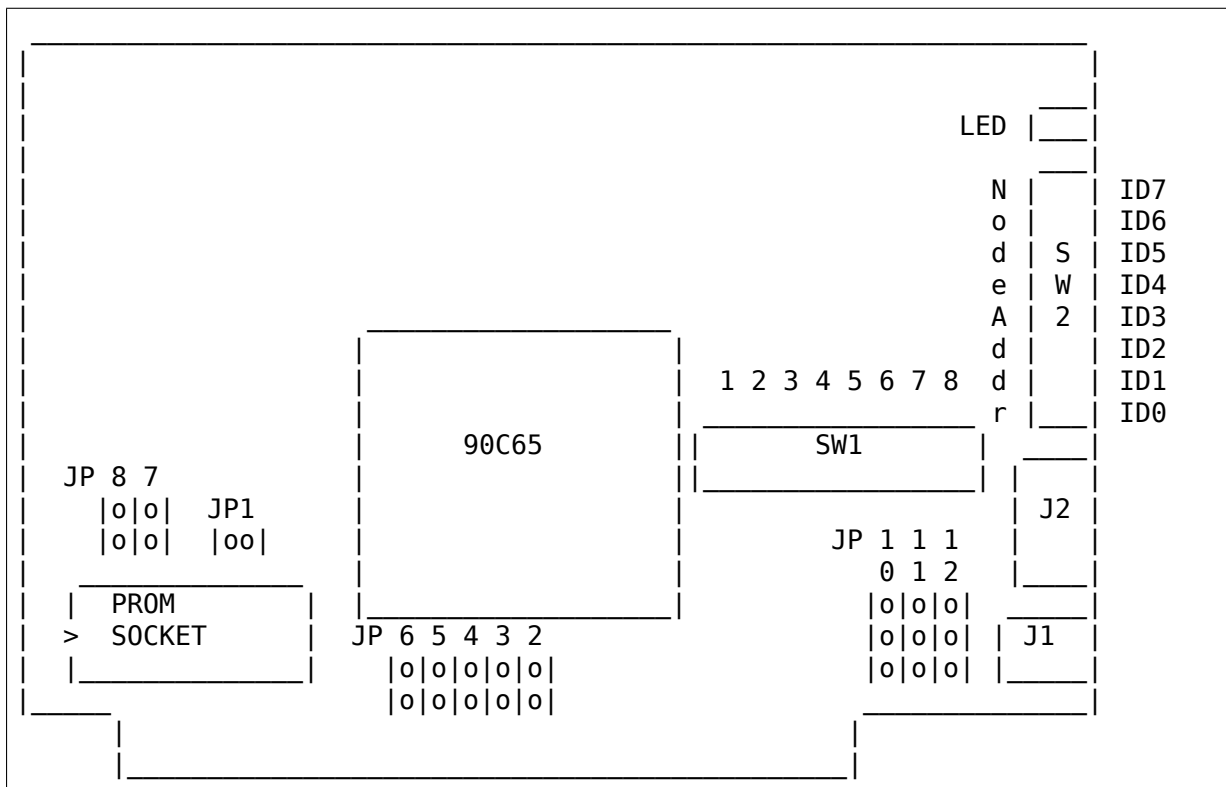 LED
N ID7
o ID6
d S ID5
e W ID4
A 2 ID3
d ID2
1 2 3 4 5 6 7 8 d ID1
r ID0
90C65 SW1
JP 8 7
|o|o| JP1 J2
|o|o| |oo| JP 1 1 1
0 1 2
PROM |o|o|o|
> SOCKET JP 6 5 4 3 2 |o|o|o| J1
|o|o|o|o|o| |o|o|o|
|o|o|o|o|o|